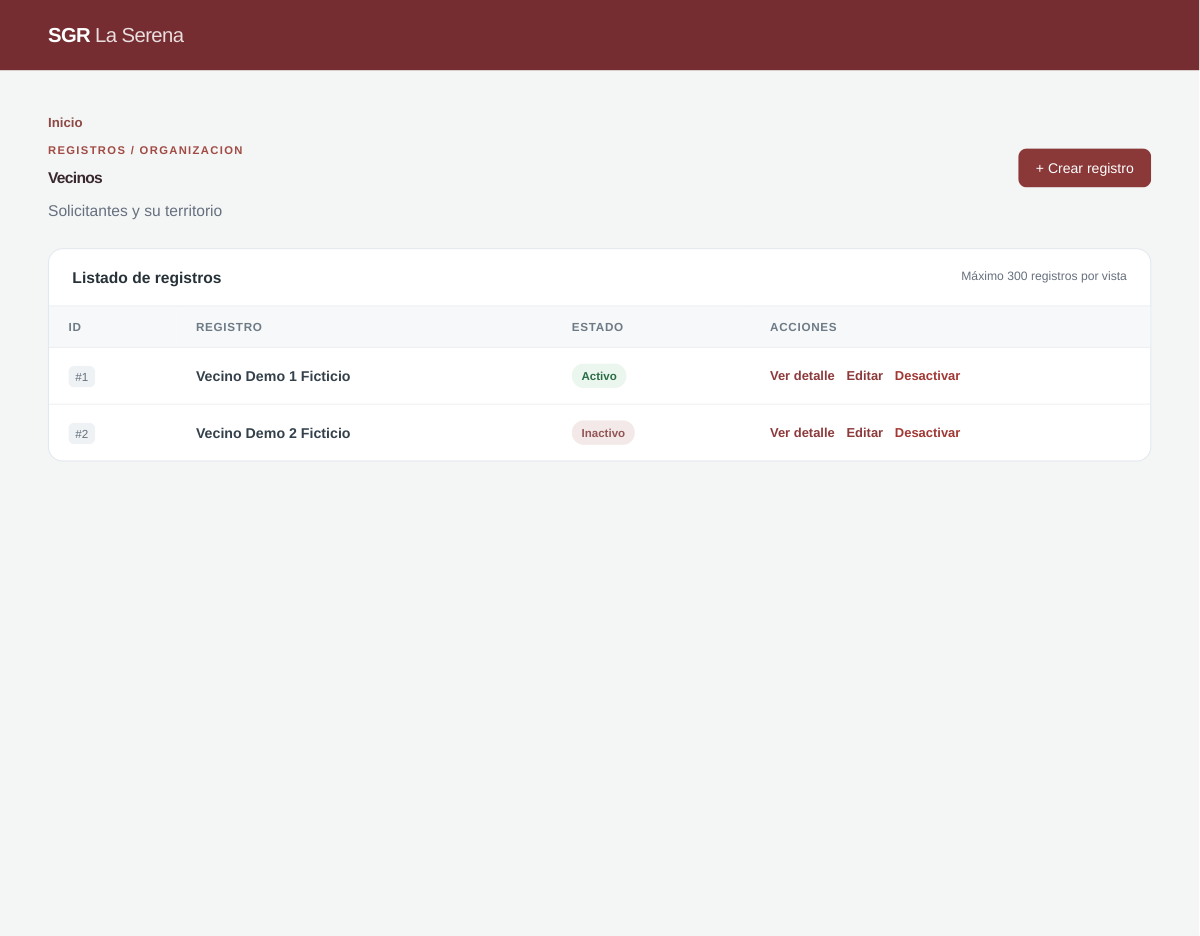 SGR La Serena
Inicio
REGISTROS / ORGANIZACION
Vecinos
Solicitantes y su territorio
+ Crear registro
Listado de registros
Máximo 300 registros por vista
ID REGISTRO ESTADO ACCIONES
#1 Vecino Demo 1 Ficticio Activo Ver detalle Editar Desactivar
#2 Vecino Demo 2 Ficticio Inactivo Ver detalle Editar Desactivar